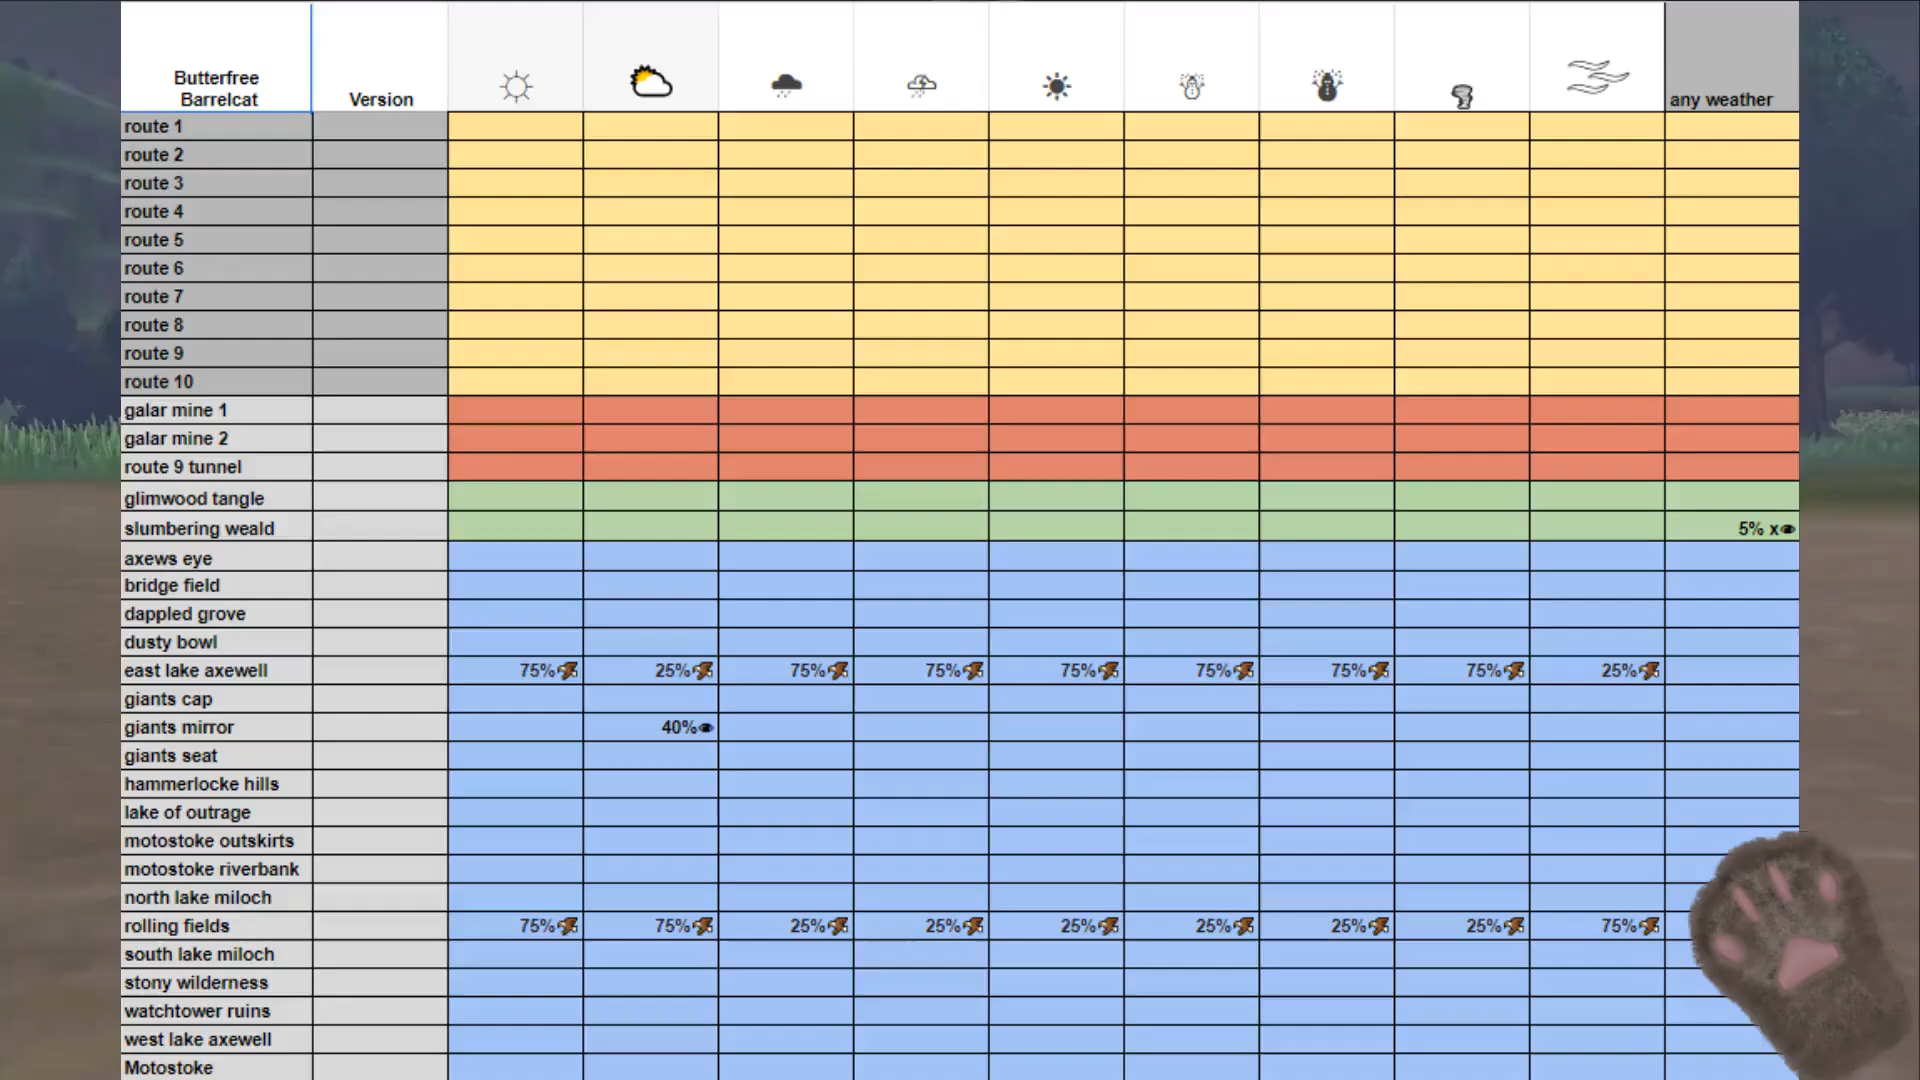 Butterfree
Barrelcat
Version
any weather
route 1
route 2
route 3
route 4
route 5
route 6
route 7
route 8
route 9
route 10
galar mine 1
galar mine 2
route 9 tunnel
glimwood tangle
slumbering weald 5% x
axews eye
bridge field
dappled grove
dusty bowl
east lake axewell 75% 25% 75% 75% 75% 75% 75% 75% 25%
giants cap
giants mirror 40%
giants seat
hammerlocke hills
lake of outrage
motostoke outskirts
motostoke riverbank
north lake miloch
rolling fields 75% 75% 25% 25% 25% 25% 25% 25% 75%
south lake miloch
stony wilderness
watchtower ruins
west lake axewell
Motostoke